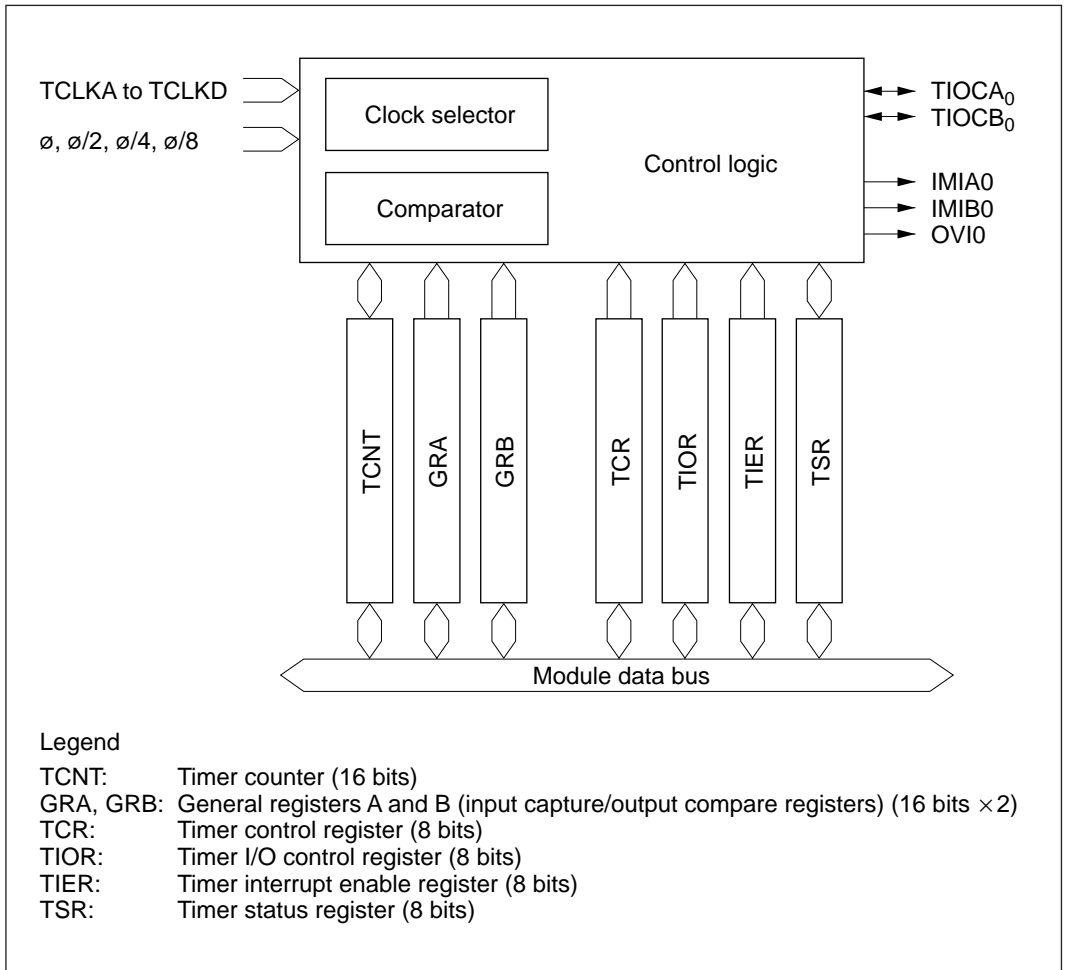 TCLKA to TCLKD
ø, ø/2, ø/4, ø/8
Clock selector
Comparator
Control logic
TIOCA0
TIOCB0
IMIA0
IMIB0
OVI0
TCNT
GRA
GRB
TCR
TIOR
TIER
TSR
Module data bus
Legend
TCNT: Timer counter (16 bits)
GRA, GRB: General registers A and B (input capture/output compare registers) (16 bits ×2)
TCR: Timer control register (8 bits)
TIOR: Timer I/O control register (8 bits)
TIER: Timer interrupt enable register (8 bits)
TSR: Timer status register (8 bits)